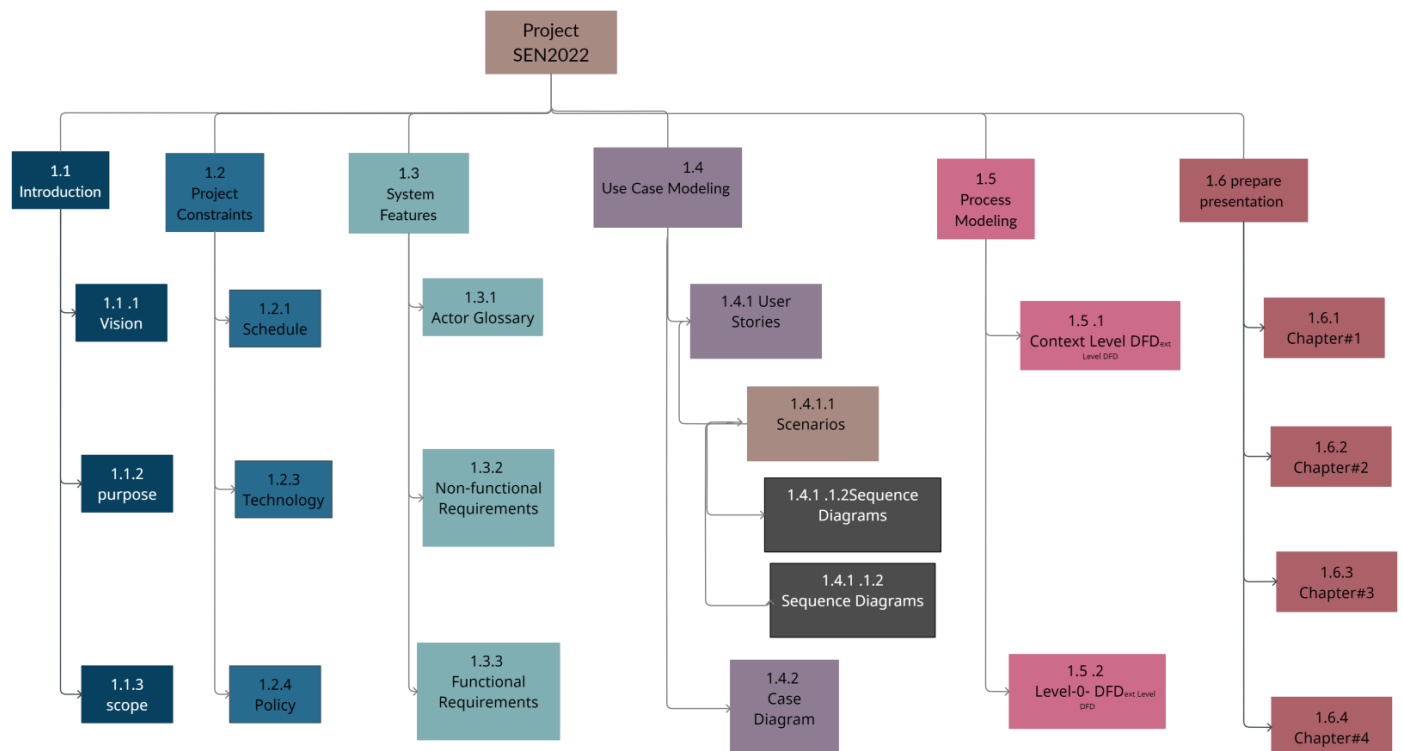 Project
SEN2022
1.1
Introduction
1.2
Project
Constraints
1.3
System
Features
1.4
Use Case Modeling
1.5
Process
Modeling
1.6 prepare
presentation
1.1 .1
Vision
1.2.1
Schedule
1.3.1
Actor Glossary
1.4.1 User
Stories
1.5 .1
Context Level DFDext
Level DFD
1.6.1
Chapter#1
1.4.1.1
Scenarios
1.1.2
purpose
1.2.3
Technology
1.3.2
Non-functional
Requirements
1.4.1 .1.2Sequence
Diagrams
1.6.2
Chapter#2
1.4.1 .1.2
Sequence Diagrams
1.6.3
Chapter#3
1.1.3
scope
1.2.4
Policy
1.3.3
Functional
Requirements
1.4.2
Case
Diagram
1.5 .2
Level-0- DFDext Level
DFD
1.6.4
Chapter#4